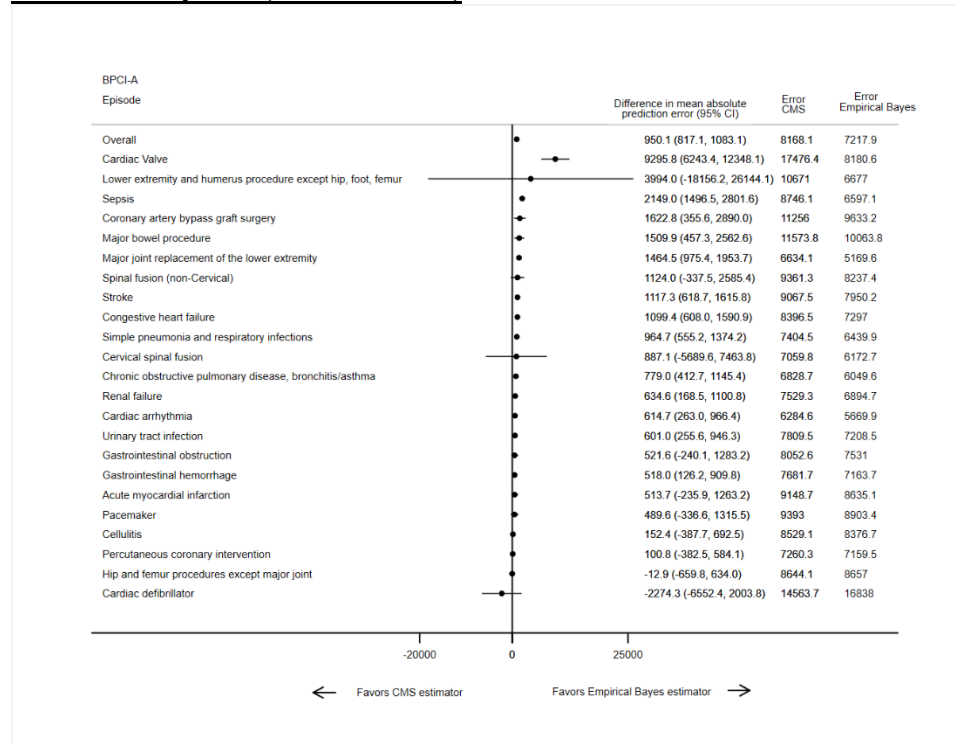 BPCI-A
Episode
Difference in mean absolute prediction error (95% CI)
Error CMS
Error Empirical Bayes
Overall 950.1 (817.1, 1083.1) 8168.1 7217.9
Cardiac Valve 9295.8 (6243.4, 12348.1) 17476.4 8180.6
Lower extremity and humerus procedure except hip, foot, femur 3994.0 (-18156.2, 26144.1) 10671 6677
Sepsis 2149.0 (1496.5, 2801.6) 8746.1 6597.1
Coronary artery bypass graft surgery 1622.8 (355.6, 2890.0) 11256 9633.2
Major bowel procedure 1509.9 (457.3, 2562.6) 11573.8 10063.8
Major joint replacement of the lower extremity 1464.5 (975.4, 1953.7) 6634.1 5169.6
Spinal fusion (non-Cervical) 1124.0 (-337.5, 2585.4) 9361.3 8237.4
Stroke 1117.3 (618.7, 1615.8) 9067.5 7950.2
Congestive heart failure 1099.4 (608.0, 1590.9) 8396.5 7297
Simple pneumonia and respiratory infections 964.7 (555.2, 1374.2) 7404.5 6439.9
Cervical spinal fusion 887.1 (-5689.6, 7463.8) 7059.8 6172.7
Chronic obstructive pulmonary disease, bronchitis/asthma 779.0 (412.7, 1145.4) 6828.7 6049.6
Renal failure 634.6 (168.5, 1100.8) 7529.3 6894.7
Cardiac arrhythmia 614.7 (263.0, 966.4) 6284.6 5669.9
Urinary tract infection 601.0 (255.6, 946.3) 7809.5 7208.5
Gastrointestinal obstruction 521.6 (-240.1, 1283.2) 8052.6 7531
Gastrointestinal hemorrhage 518.0 (126.2, 909.8) 7681.7 7163.7
Acute myocardial infarction 513.7 (-235.9, 1263.2) 9148.7 8635.1
Pacemaker 489.6 (-336.6, 1315.5) 9393 8903.4
Cellulitis 152.4 (-387.7, 692.5) 8529.1 8376.7
Percutaneous coronary intervention 100.8 (-382.5, 584.1) 7260.3 7159.5
Hip and femur procedures except major joint -12.9 (-659.8, 634.0) 8644.1 8657
Cardiac defibrillator -2274.3 (-6552.4, 2003.8) 14563.7 16838
-20000 0 25000
← Favors CMS estimator Favors Empirical Bayes estimator →